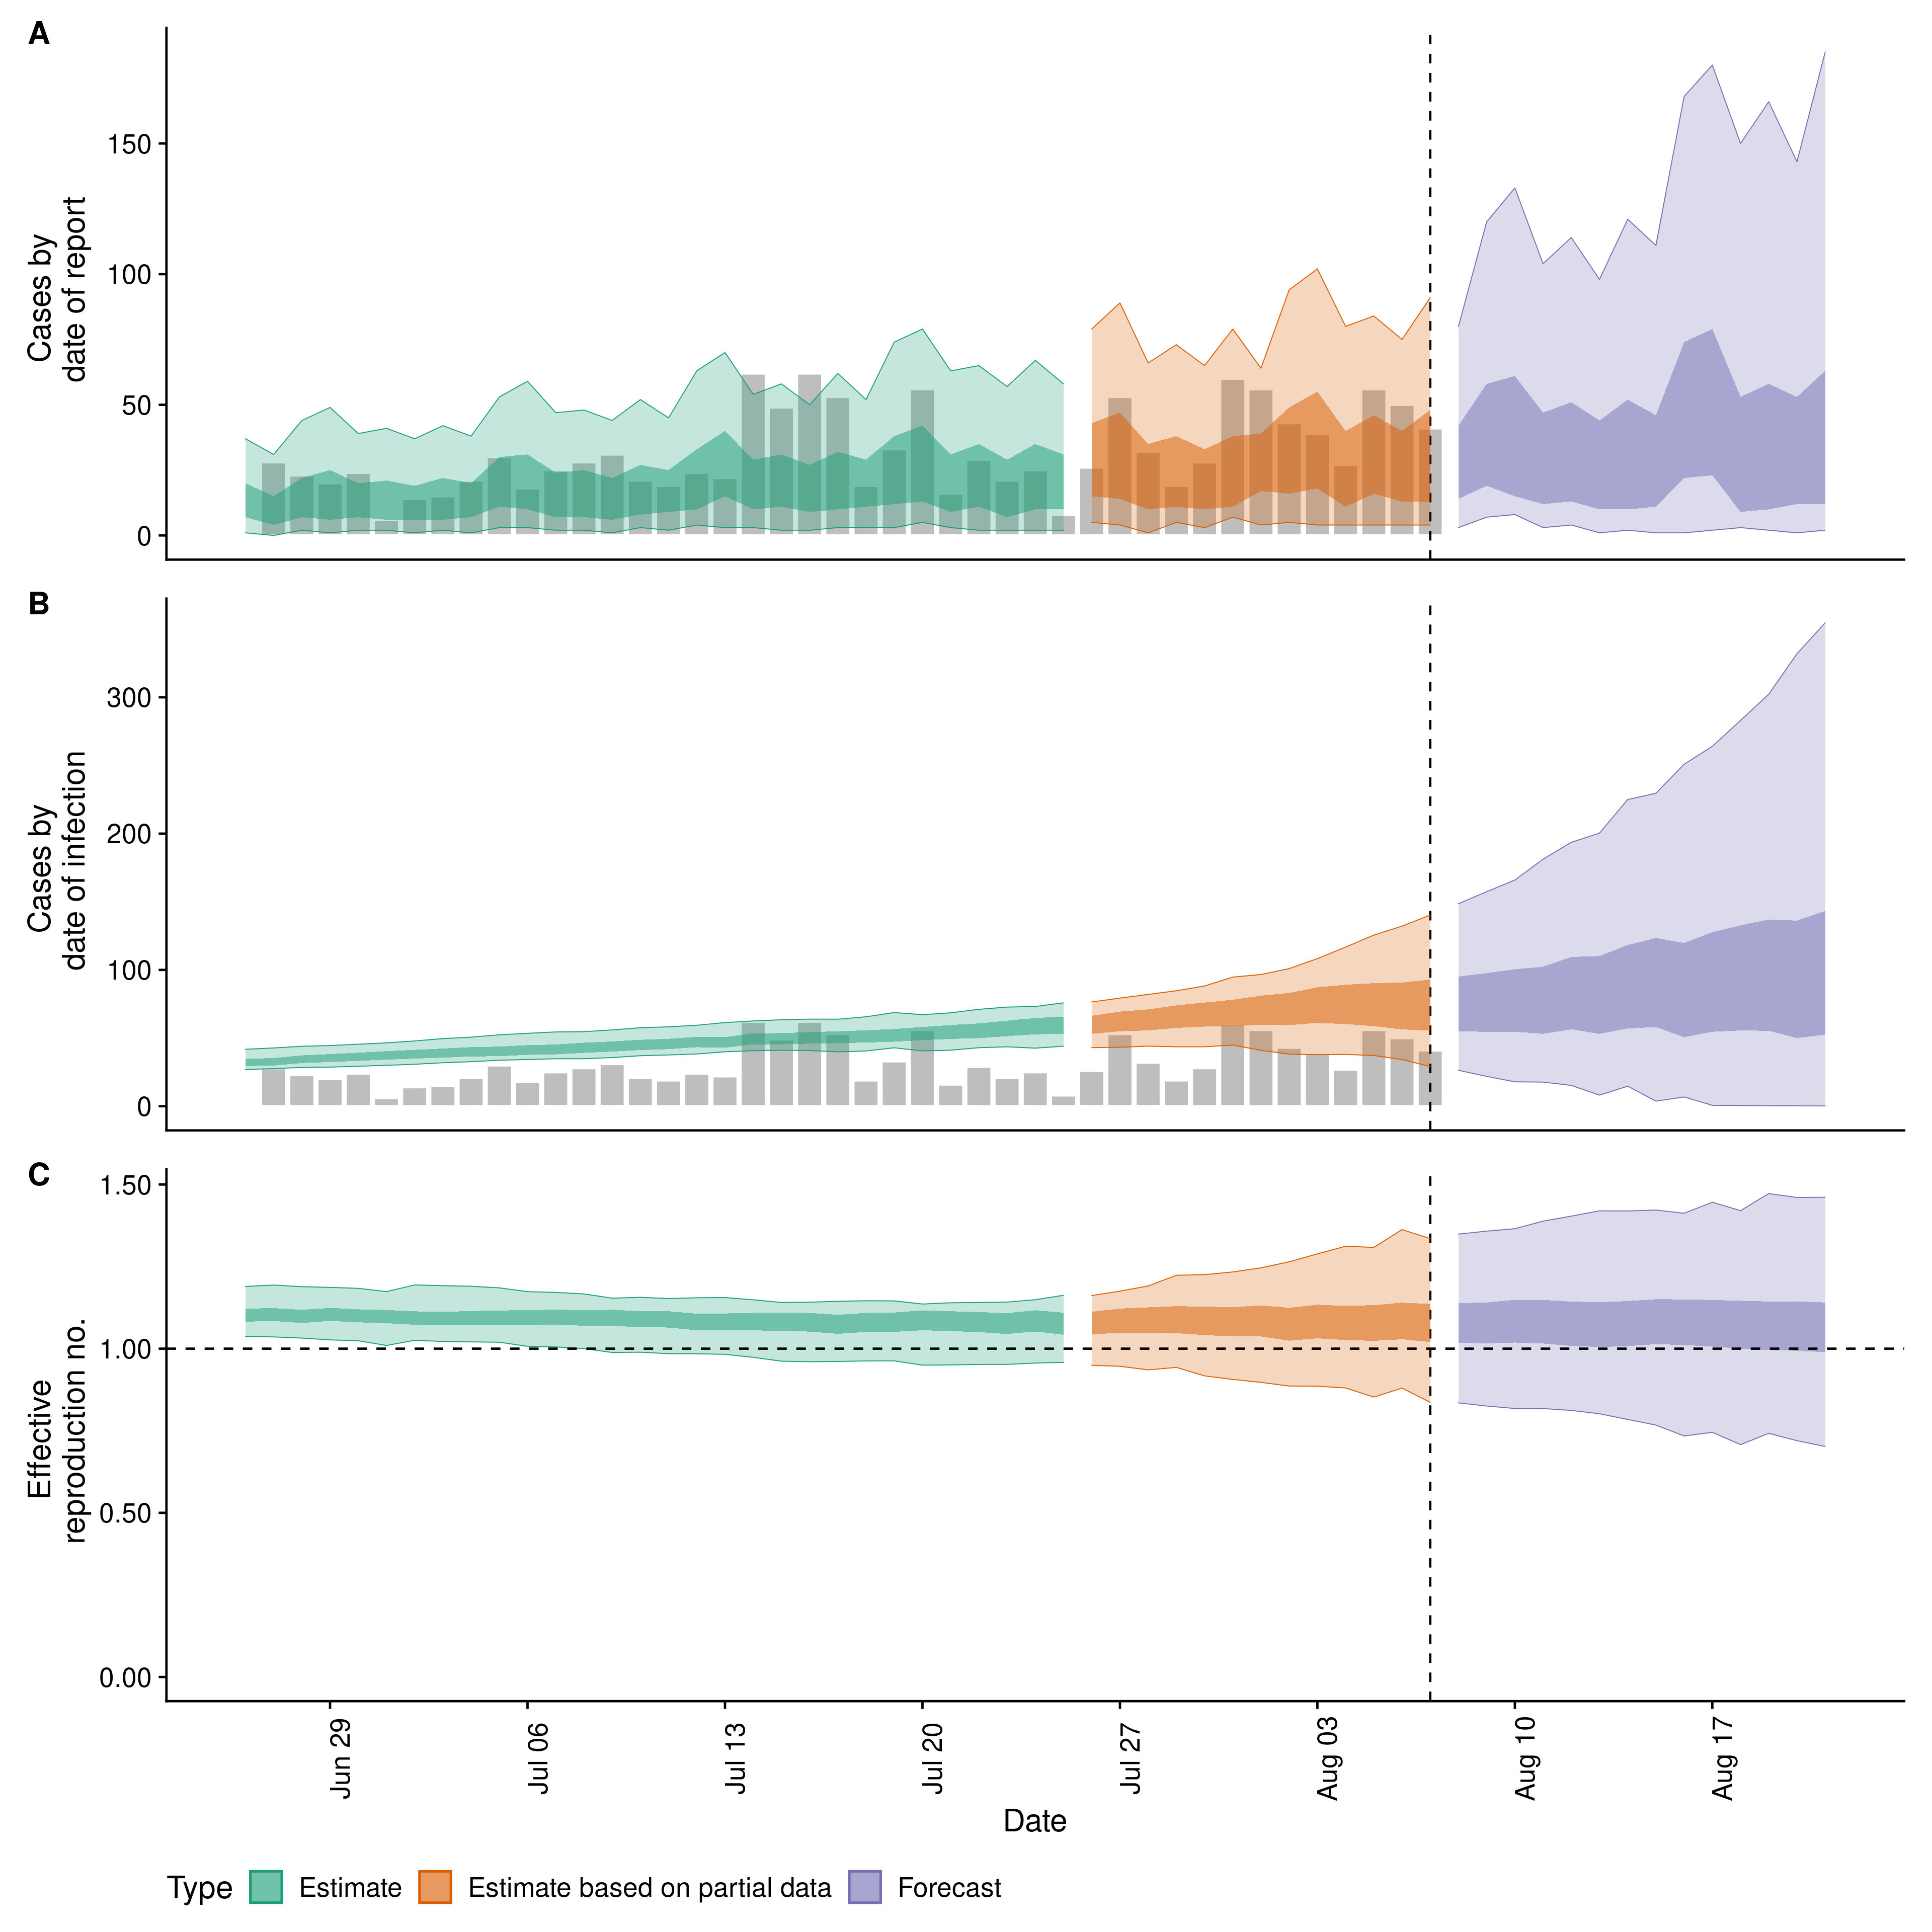 A
Cases by
date of report
150
100
50
0
B
Cases by
date of infection
300
200
100
0
C
Effective
reproduction no.
1.50
1.00
0.50
0.00
Jun 29
Jul 06
Jul 13
Jul 20
Jul 27
Aug 03
Aug 10
Aug 17
Date
Type Estimate Estimate based on partial data Forecast